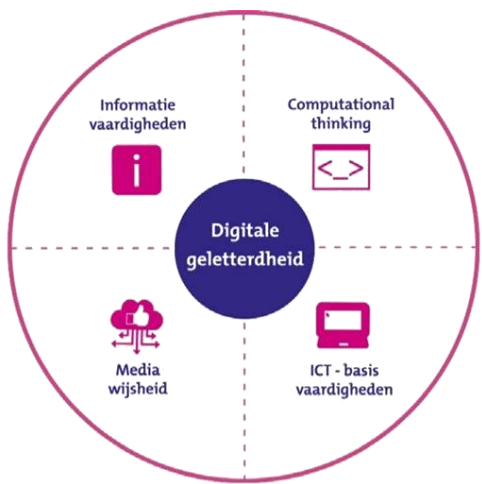 Informatie
vaardigheden
Computational
thinking
i
<_>
Digitale
geletterdheid
Media
wijsheid
ICT - basis
vaardigheden